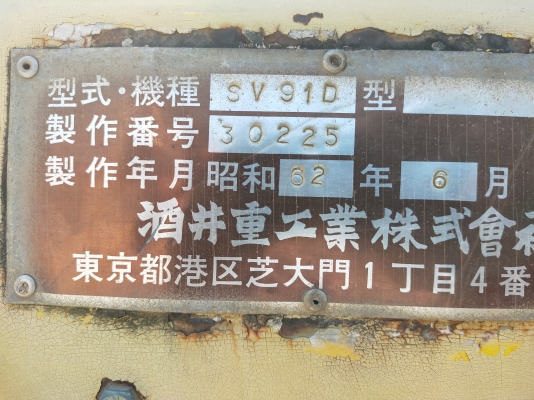 型式・機種 SV91D 型
製作番号 30225
製作年月 昭和 62 年 6 月
酒井重工業株式會社
東京都港区芝大門1丁目4番